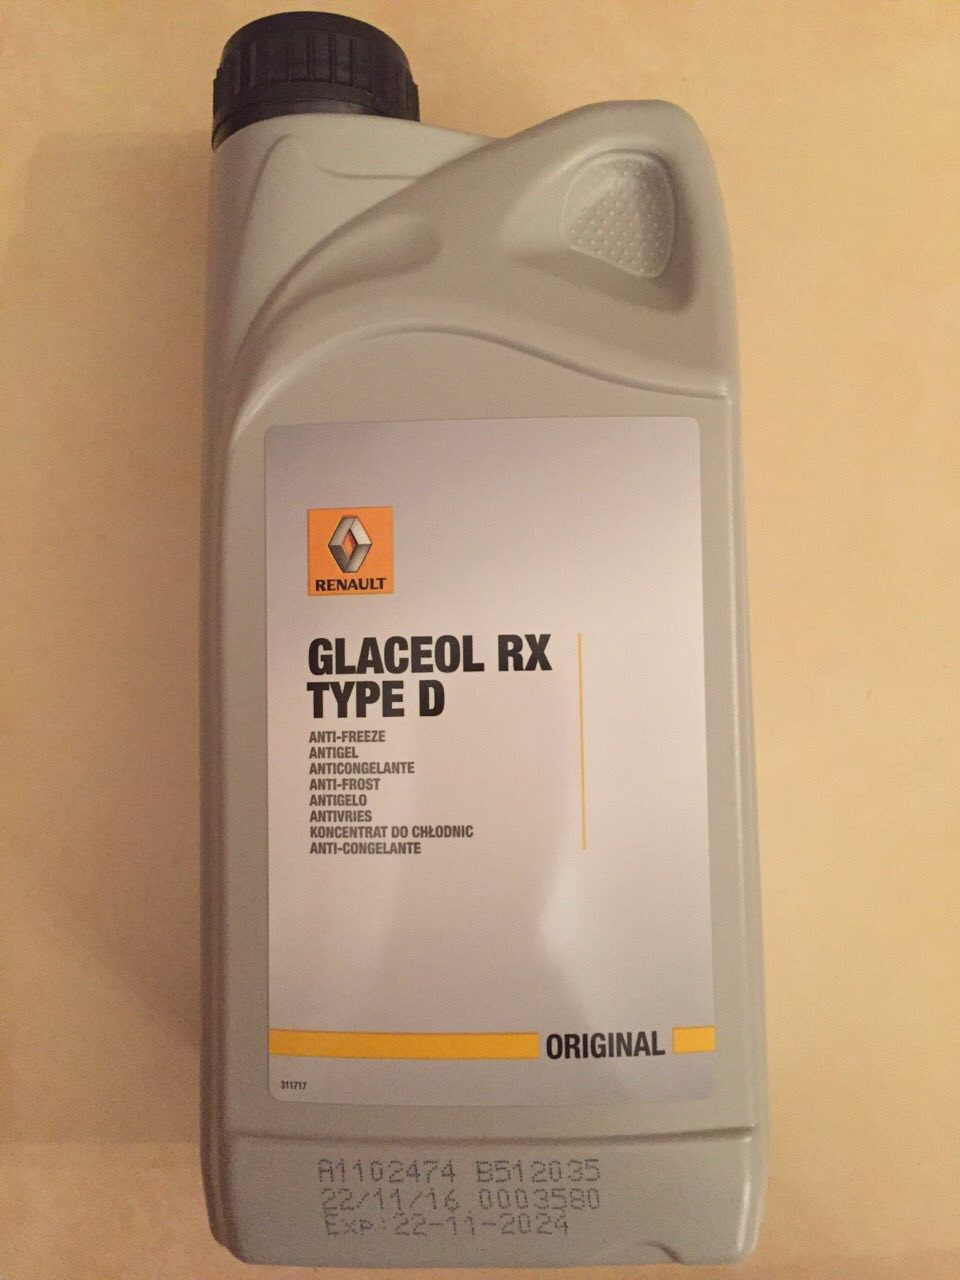 RENAULT
GLACEOL RX
TYPE D
ANTI-FREEZE
ANTIGEL
ANTICONGELANTE
ANTI-FROST
ANTIGELO
ANTIVRIES
KONCENTRAT DO CHŁODNIC
ANTI-CONGELANTE
ORIGINAL
311717
A1102474 B512035
22/11/16 0003580
Exp:22-11-2024